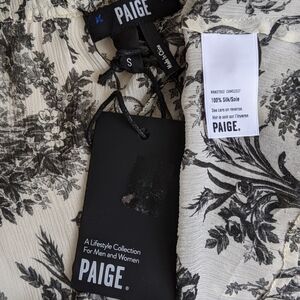 PAIGE
S
100% Silk/Soie
See care on reverse
Voir le soin sur l'inverse
PAIGE.
A Lifestyle Collection
For Men and Women
PAIGE.